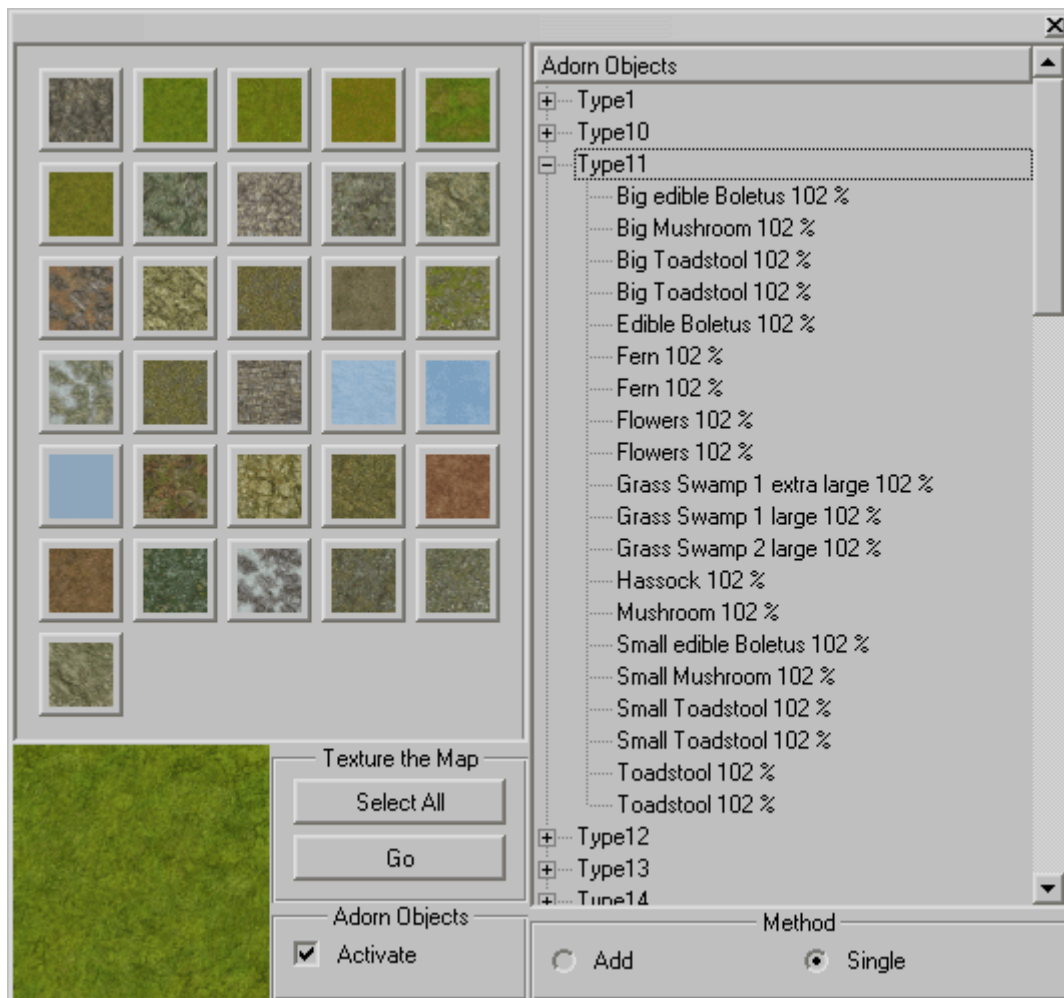 Adorn Objects
Type1
Type10
Type11
Big edible Boletus 102 %
Big Mushroom 102 %
Big Toadstool 102 %
Big Toadstool 102 %
Edible Boletus 102 %
Fern 102 %
Fern 102 %
Flowers 102 %
Flowers 102 %
Grass Swamp 1 extra large 102 %
Grass Swamp 1 large 102 %
Grass Swamp 2 large 102 %
Hassock 102 %
Mushroom 102 %
Small edible Boletus 102 %
Small Mushroom 102 %
Small Toadstool 102 %
Small Toadstool 102 %
Toadstool 102 %
Toadstool 102 %
Type12
Type13
Type14
Texture the Map
Select All
Go
Adorn Objects
Activate
Method
Add
Single